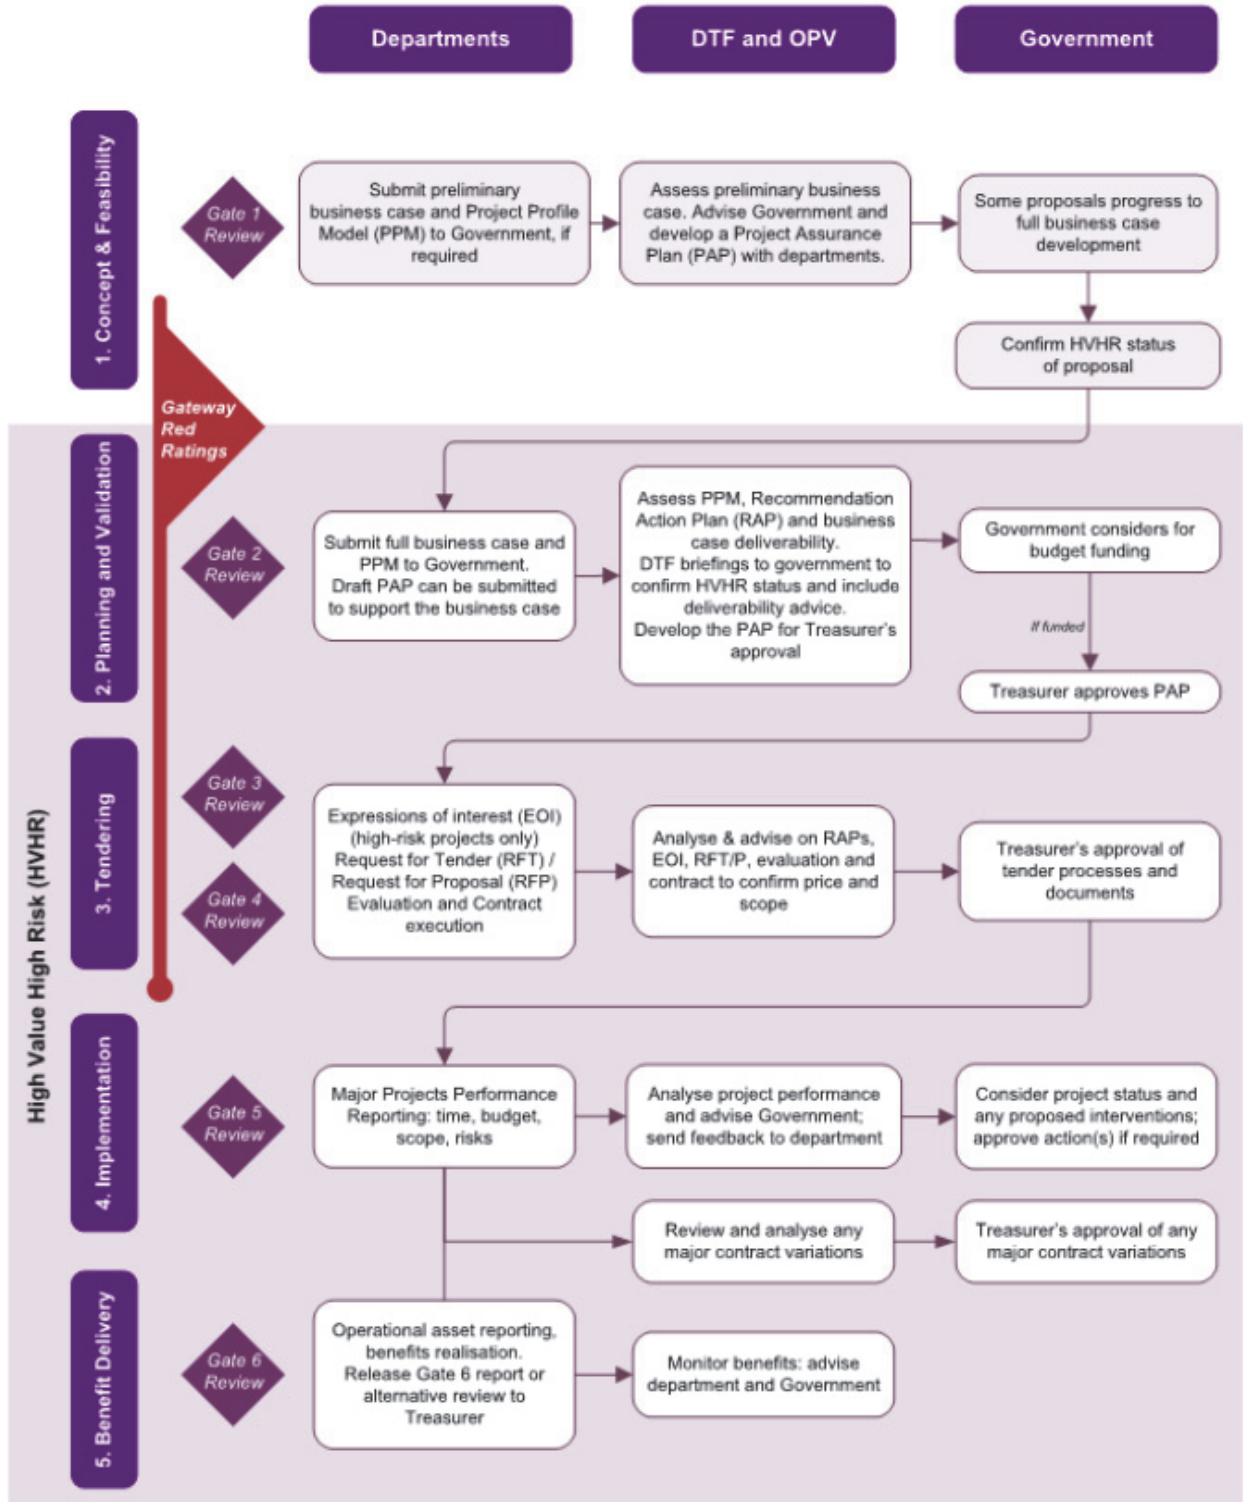 Departments
DTF and OPV
Government
1. Concept & Feasibility
Gate 1
Review
Submit preliminary
business case and Project Profile
Model (PPM) to Government, if
required
Assess preliminary business
case. Advise Government and
develop a Project Assurance
Plan (PAP) with departments.
Some proposals progress to
full business case
development
Confirm HVHR status
of proposal
Gateway
Red
Ratings
High Value High Risk (HVHR)
2. Planning and Validation
Gate 2
Review
Submit full business case and
PPM to Government.
Draft PAP can be submitted
to support the business case
Assess PPM, Recommendation
Action Plan (RAP) and business
case deliverability.
DTF briefings to government to
confirm HVHR status and include
deliverability advice.
Develop the PAP for Treasurer's
approval
Government considers for
budget funding
If funded
Treasurer approves PAP
3. Tendering
Gate 3
Review
Gate 4
Review
Expressions of interest (EOI)
(high-risk projects only)
Request for Tender (RFT) /
Request for Proposal (RFP)
Evaluation and Contract
execution
Analyse & advise on RAPs,
EOI, RFT/P, evaluation and
contract to confirm price and
scope
Treasurer's approval of
tender processes and
documents
4. Implementation
Gate 5
Review
Major Projects Performance
Reporting: time, budget,
scope, risks
Analyse project performance
and advise Government;
send feedback to department
Consider project status and
any proposed interventions;
approve action(s) if required
Review and analyse any
major contract variations
Treasurer's approval of any
major contract variations
5. Benefit Delivery
Gate 6
Review
Operational asset reporting,
benefits realisation.
Release Gate 6 report or
alternative review to
Treasurer
Monitor benefits: advise
department and Government